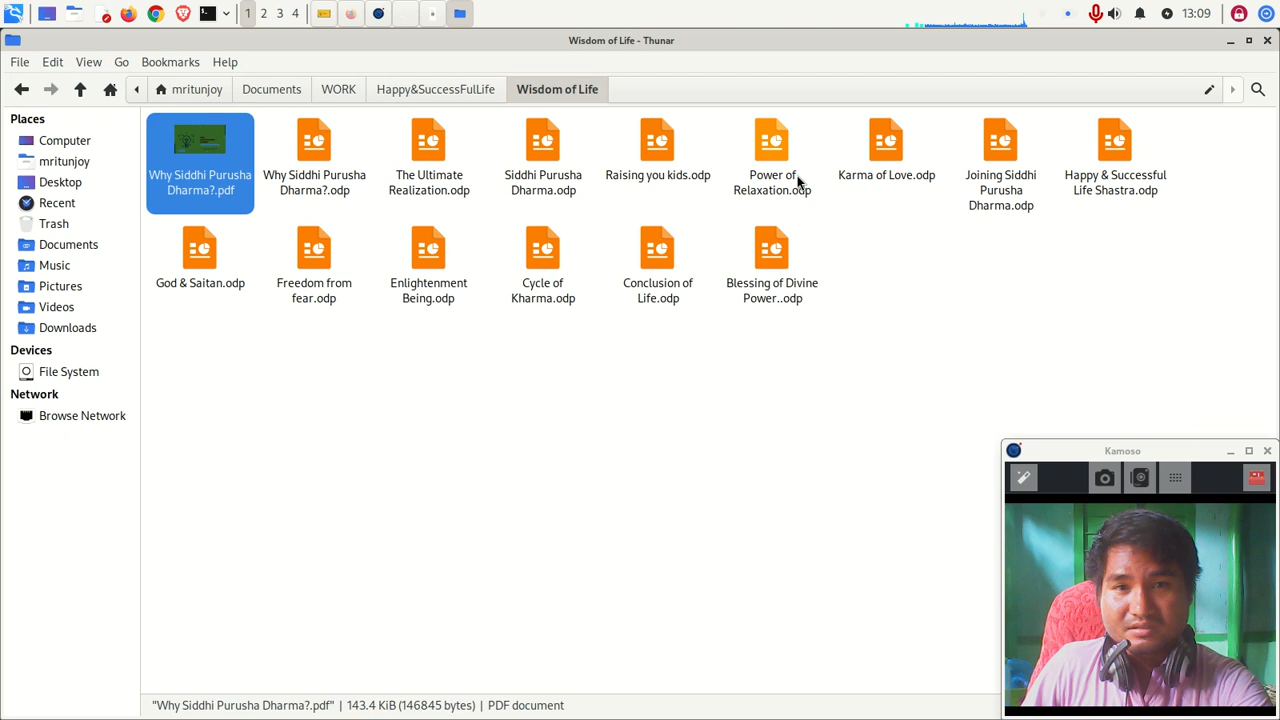 1 2 3 4
13:09
Wisdom of Life - Thunar
File Edit View Go Bookmarks Help
mritunjoy Documents WORK Happy&SuccessFulLife Wisdom of Life
Places
Computer
mritunjoy
Desktop
Recent
Trash
Documents
Music
Pictures
Videos
Downloads
Devices
File System
Network
Browse Network
Why Siddhi Purusha
Dharma?.pdf
Why Siddhi Purusha
Dharma?.odp
The Ultimate
Realization.odp
Siddhi Purusha
Dharma.odp
Raising you kids.odp
Power of
Relaxation.odp
Karma of Love.odp
Joining Siddhi
Purusha
Dharma.odp
Happy & Successful
Life Shastra.odp
God & Saitan.odp
Freedom from
fear.odp
Enlightenment
Being.odp
Cycle of
Kharma.odp
Conclusion of
Life.odp
Blessing of Divine
Power..odp
Kamoso
"Why Siddhi Purusha Dharma?.pdf" | 143.4 KiB (146845 bytes) | PDF document